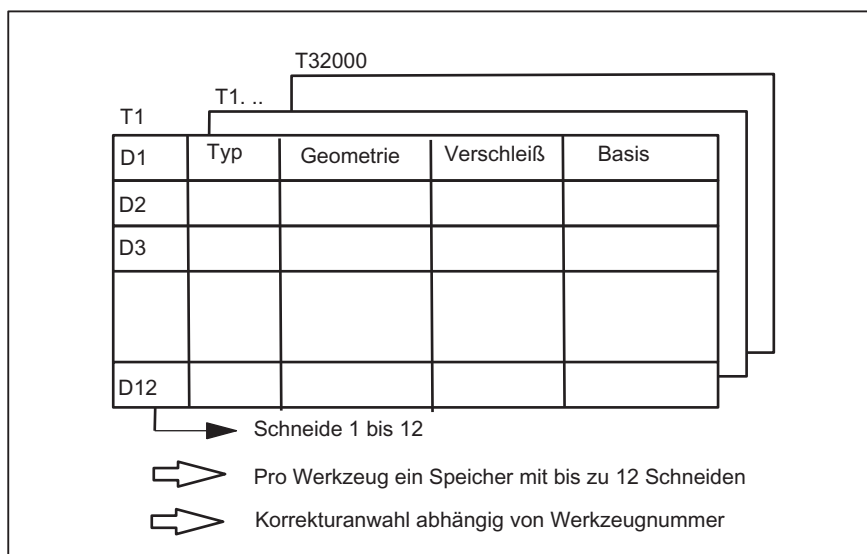 T32000
T1. ..
T1
D1 Typ Geometrie Verschleiß Basis
D2
D3
D12
Schneide 1 bis 12
Pro Werkzeug ein Speicher mit bis zu 12 Schneiden
Korrekturanwahl abhängig von Werkzeugnummer